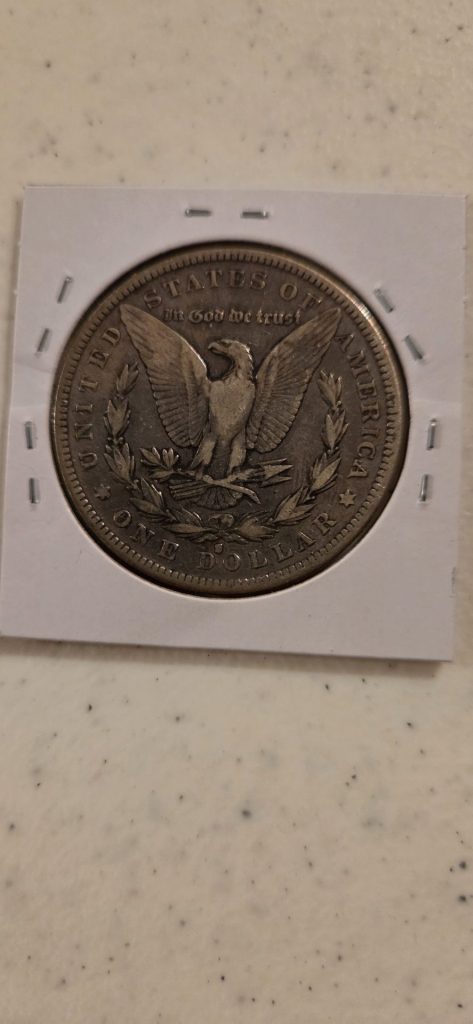 UNITED STATES OF AMERICA
In God we trust
ONE DOLLAR